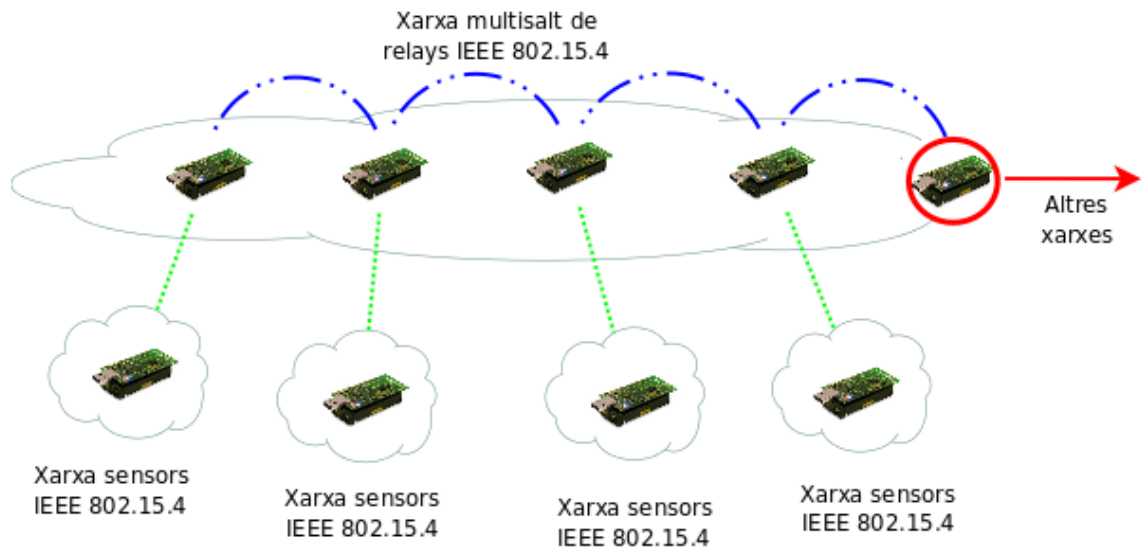 Xarxa multisalt de
relays IEEE 802.15.4
Altres
xarxes
Xarxa sensors
IEEE 802.15.4
Xarxa sensors
IEEE 802.15.4
Xarxa sensors
IEEE 802.15.4
Xarxa sensors
IEEE 802.15.4